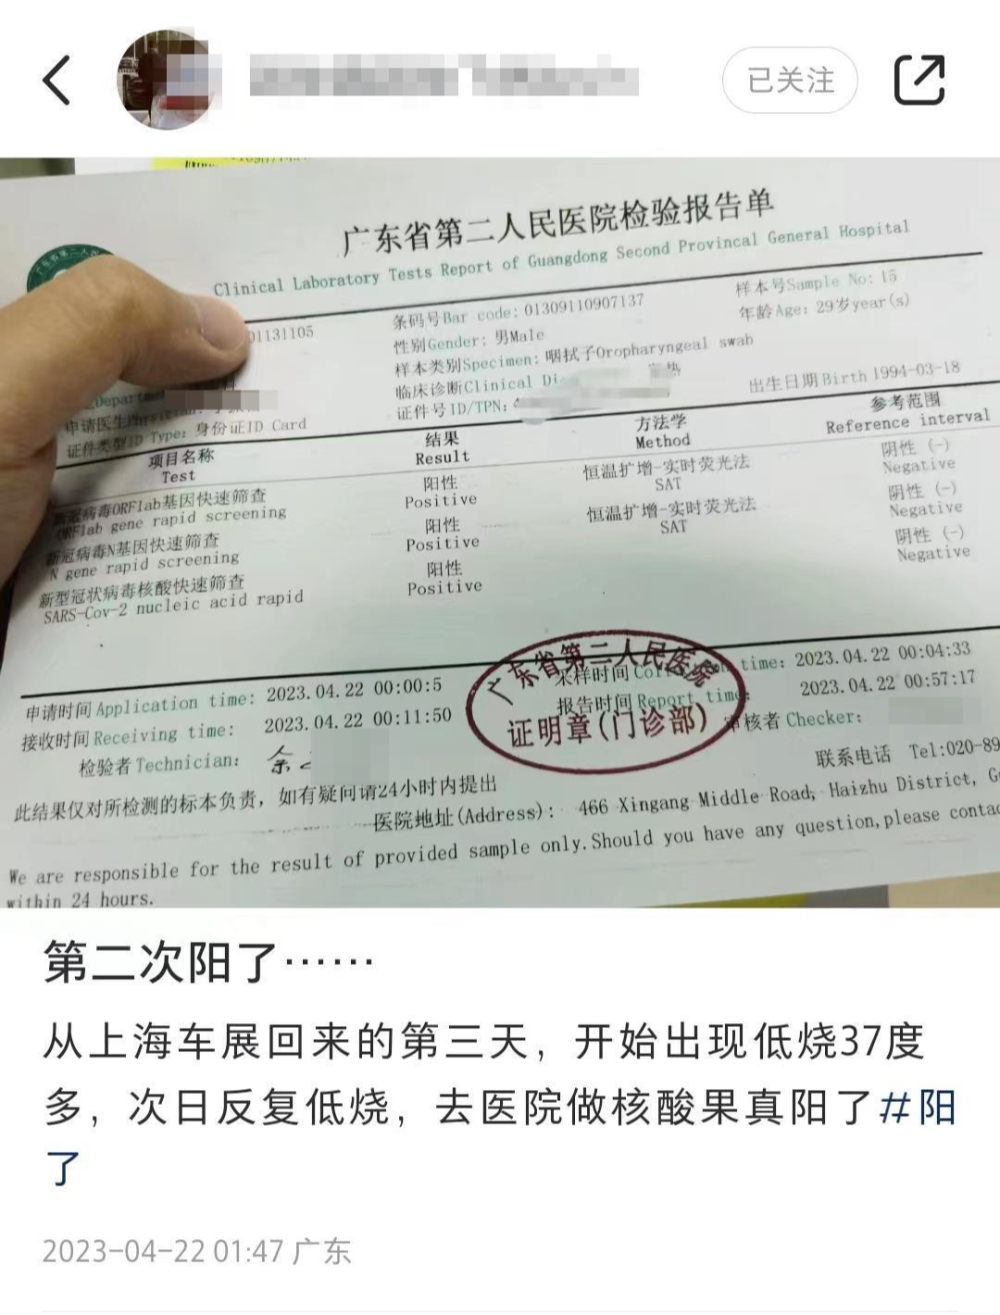 已关注
广东省第二人民医院检验报告单
Clinical Laboratory Tests Report of Guangdong Second Provincal General Hospital
01131105
条码号Bar code: 01309110907137
样本号Sample No: 15
性别Gender: 男Male
年龄Age: 29岁year(s)
样本类别Specimen: 咽拭子Oropharyngeal swab
临床诊断Clinical Di
出生日期Birth 1994-03-18
申请医生Physician:
证件号ID/TPN:
证件类型ID Type: 身份证ID Card
项目名称 结果 方法学 参考范围
Test Result Method Reference interval
新冠病毒ORFlab基因快速筛查 阳性 恒温扩增-实时荧光法 阴性 (-)
ORFlab gene rapid screening Positive SAT Negative
新冠病毒N基因快速筛查 阳性 恒温扩增-实时荧光法 阴性 (-)
N gene rapid screening Positive SAT Negative
新型冠状病毒核酸快速筛查 阳性 阴性 (-)
SARS-Cov-2 nucleic acid rapid Positive Negative
申请时间Application time: 2023.04.22 00:00:5
采样时间 time: 2023.04.22 00:04:33
接收时间Receiving time: 2023.04.22 00:11:50
报告时间Report time: 2023.04.22 00:57:17
检验者Technician:
审核者Checker:
广东省第二人民医院
证明章(门诊部)
此结果仅对所检测的标本负责，如有疑问请24小时内提出
联系电话 Tel:020-89
医院地址(Address): 466 Xingang Middle Road, Haizhu District, G
We are responsible for the result of provided sample only.Should you have any question,please conta
within 24 hours.
第二次阳了……
从上海车展回来的第三天，开始出现低烧37度
多，次日反复低烧，去医院做核酸果真阳了#阳
了
2023-04-22 01:47 广东